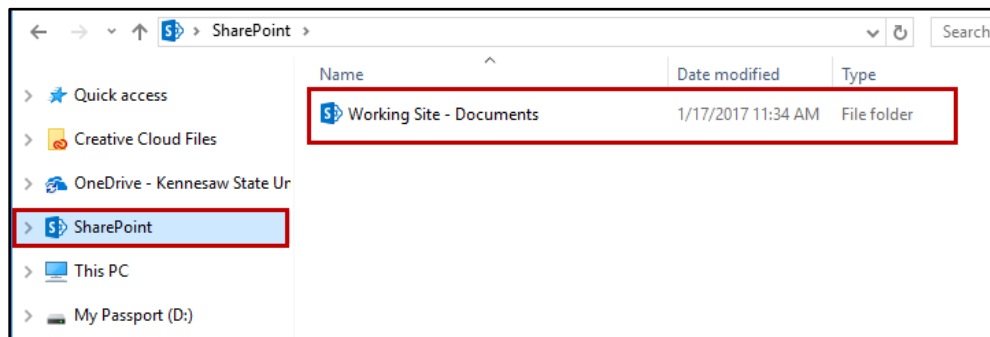 SharePoint
Search
Name Date modified Type
Quick access
Working Site - Documents 1/17/2017 11:34 AM File folder
Creative Cloud Files
OneDrive - Kennesaw State Ur
SharePoint
This PC
My Passport (D:)